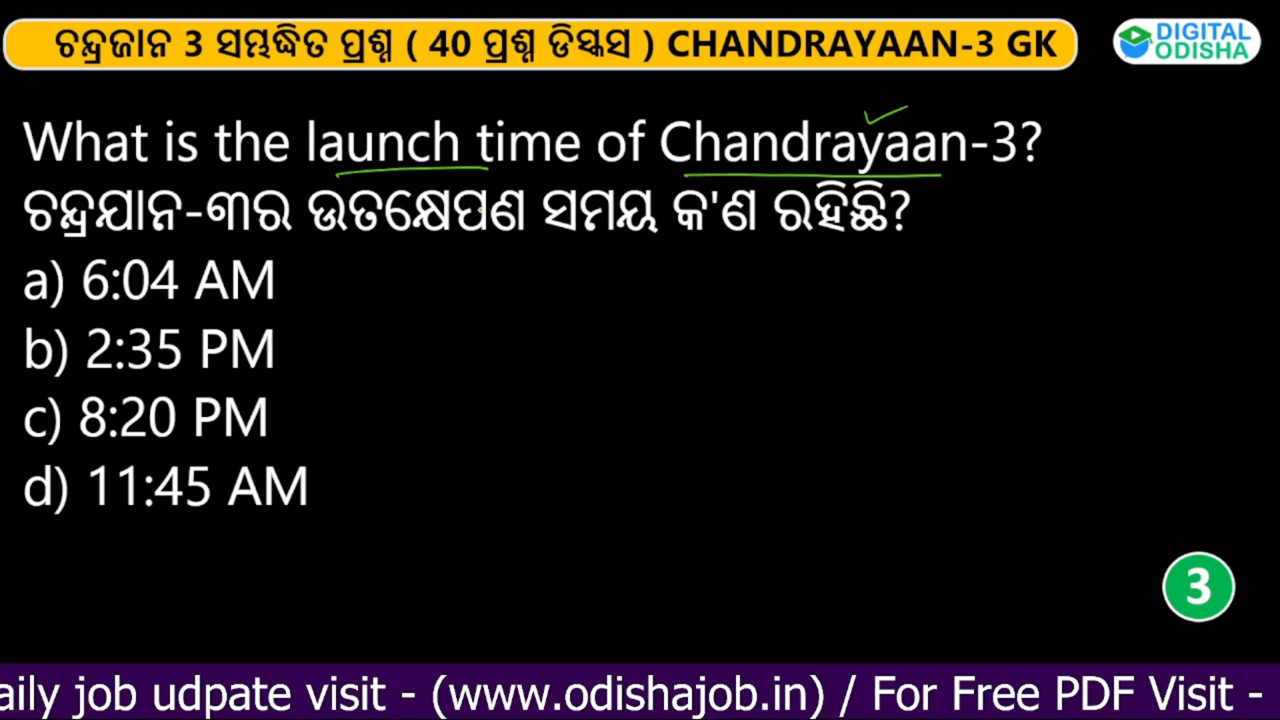 ଚନ୍ଦ୍ରଜାନ 3 ସମ୍ଭନ୍ଧିତ ପ୍ରଶ୍ନ ( 40 ପ୍ରଶ୍ନ ଡିସ୍କସ ) CHANDRAYAAN-3 GK
DIGITAL
ODISHA
What is the launch time of Chandrayaan-3?
ଚନ୍ଦ୍ରଯାନ-୩ର ଉତକ୍ଷେପଣ ସମୟ କ'ଣ ରହିଛି?
a) 6:04 AM
b) 2:35 PM
c) 8:20 PM
d) 11:45 AM
3
aily job udpate visit - (www.odishajob.in) / For Free PDF Visit -